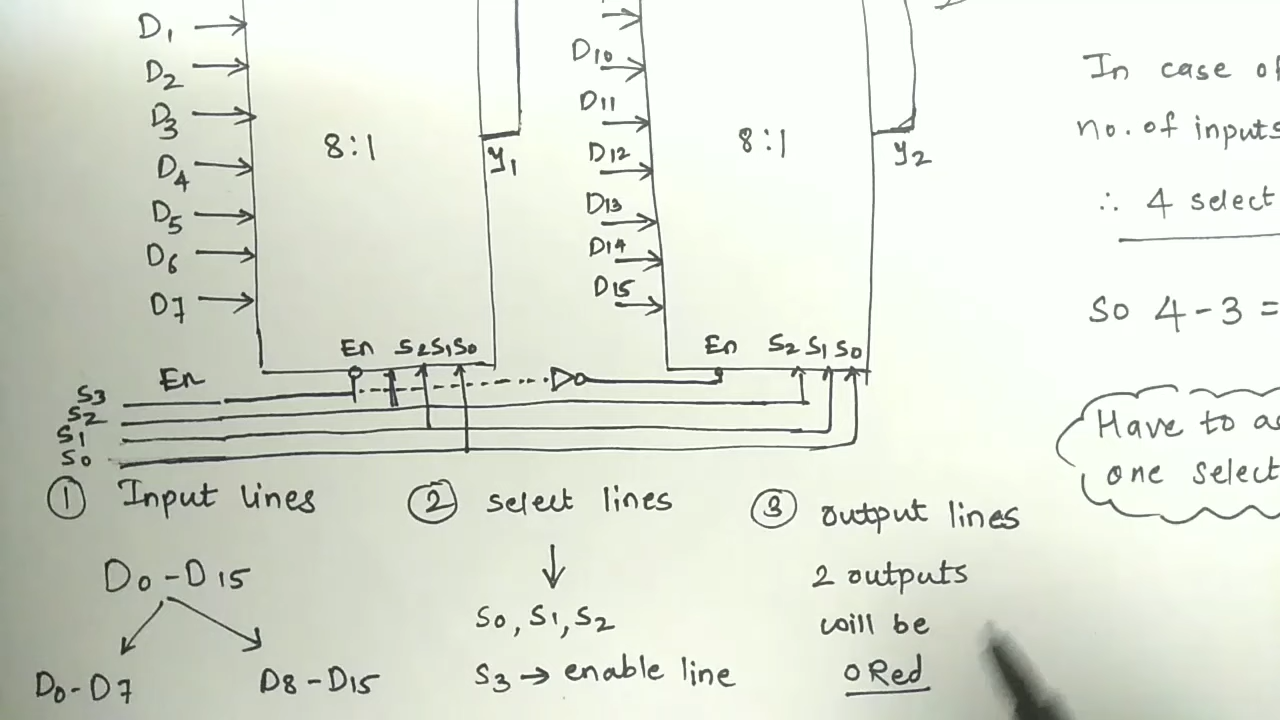 D1
D2
D3
D4
D5
D6
D7
8:1
y1
En S2 S1 S0
D10
D11
D12
D13
D14
D15
8:1
y2
En S2 S1 S0
En
S3
S2
S1
S0
In case of
no. of inputs
∴ 4 select
So 4-3 =
Have to
one select
① Input lines
D0-D15
D0-D7 D8-D15
② select lines
S0, S1, S2
S3 → enable line
③ output lines
2 outputs
will be
ORed